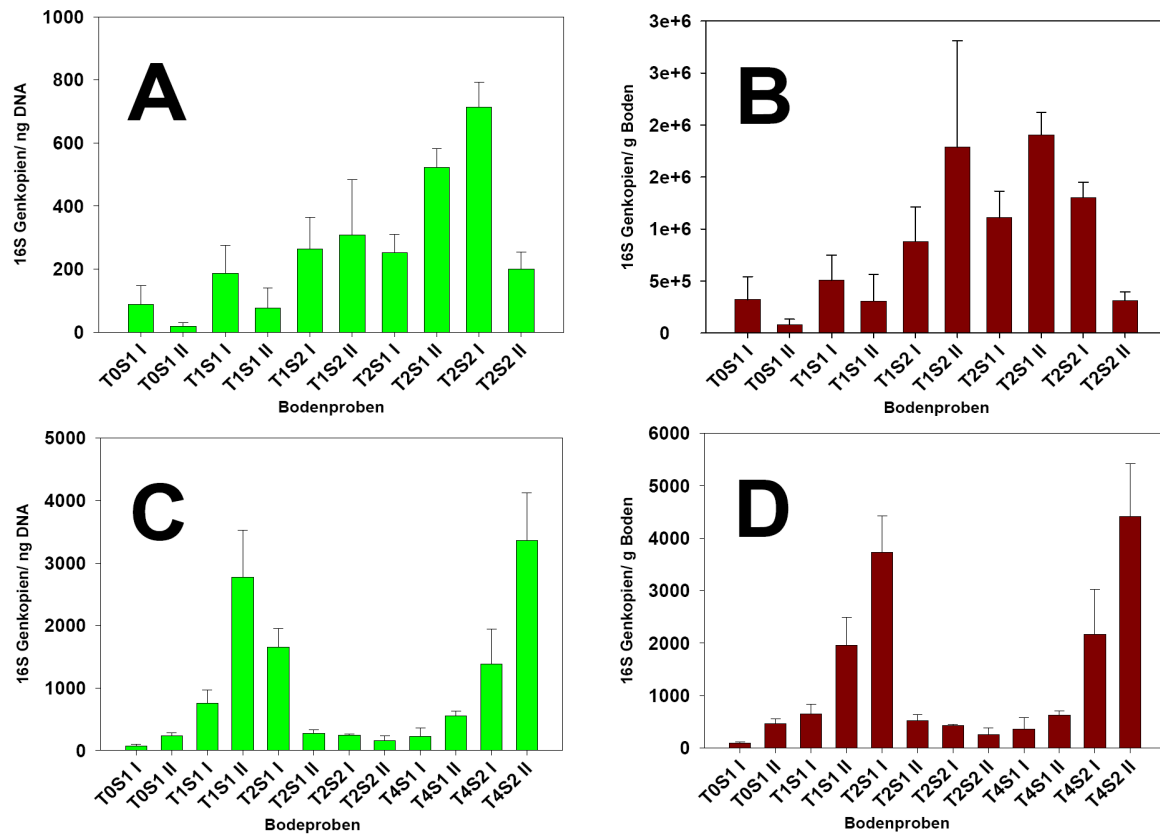 A
16S Genkopien/ ng DNA
1000
800
600
400
200
0
T0S1 I
T0S1 II
T1S1 I
T1S1 II
T1S2 I
T1S2 II
T2S1 I
T2S1 II
T2S2 I
T2S2 II
Bodenproben
B
16S Genkopien/ g Boden
3e+6
3e+6
2e+6
2e+6
1e+6
5e+5
0
T0S1 I
T0S1 II
T1S1 I
T1S1 II
T1S2 I
T1S2 II
T2S1 I
T2S1 II
T2S2 I
T2S2 II
Bodenproben
C
16S Genkopien/ ng DNA
5000
4000
3000
2000
1000
0
T0S1 I
T0S1 II
T1S1 I
T1S1 II
T2S1 I
T2S1 II
T2S2 I
T2S2 II
T4S1 I
T4S1 II
T4S2 I
T4S2 II
Bodeproben
D
16S Genkopien/ g Boden
6000
5000
4000
3000
2000
1000
0
T0S1 I
T0S1 II
T1S1 I
T1S1 II
T2S1 I
T2S1 II
T2S2 I
T2S2 II
T4S1 I
T4S1 II
T4S2 I
T4S2 II
Bodenproben